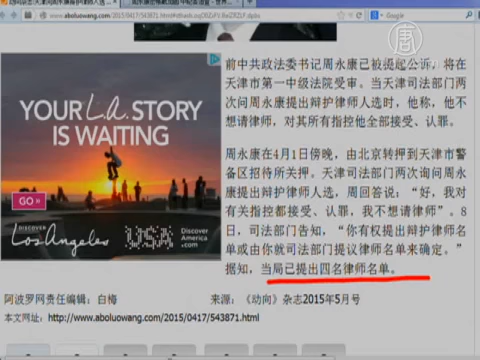 www.aboluowang.com/2015/0417/543871.html
前中共政法委书记周永康已被提起公诉，将在
天津市第一中级法院受审。当天津司法部门两
次问周永康提出辩护律师人选时，他称，他不
想请律师，对其所有指控他全部接受、认罪。
周永康在4月1日傍晚，由北京转押到天津市警
备区招待所关押。天津司法部门两次询问周永
康提出辩护律师人选，周回答说：“好，我对
有关指控都接受、认罪，我不想请律师”。8
日，司法部门告知，“你有权提出辩护律师名
单或由你就司法部门提议律师名单来确定。”
据知，当局已提出四名律师名单。
YOUR L.A. STORY
IS WAITING
GO »
DISCOVER
Los Angeles
USA
Discover
America
.com
阿波罗网责任编辑：白梅 来源：《动向》杂志2015年5月号
本文网址：http://www.aboluowang.com/2015/0417/543871.html
唐